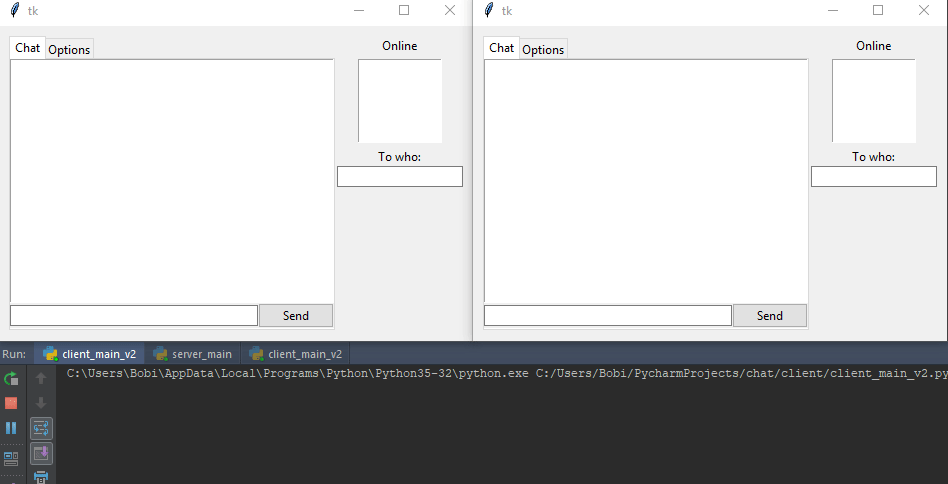 tk
Chat Options
Online
To who:
Send
tk
Chat Options
Online
To who:
Send
Run: client_main_v2 server_main client_main_v2
C:\Users\Bobi\AppData\Local\Programs\Python\Python35-32\python.exe C:/Users/Bobi/PycharmProjects/chat/client/client_main_v2.py